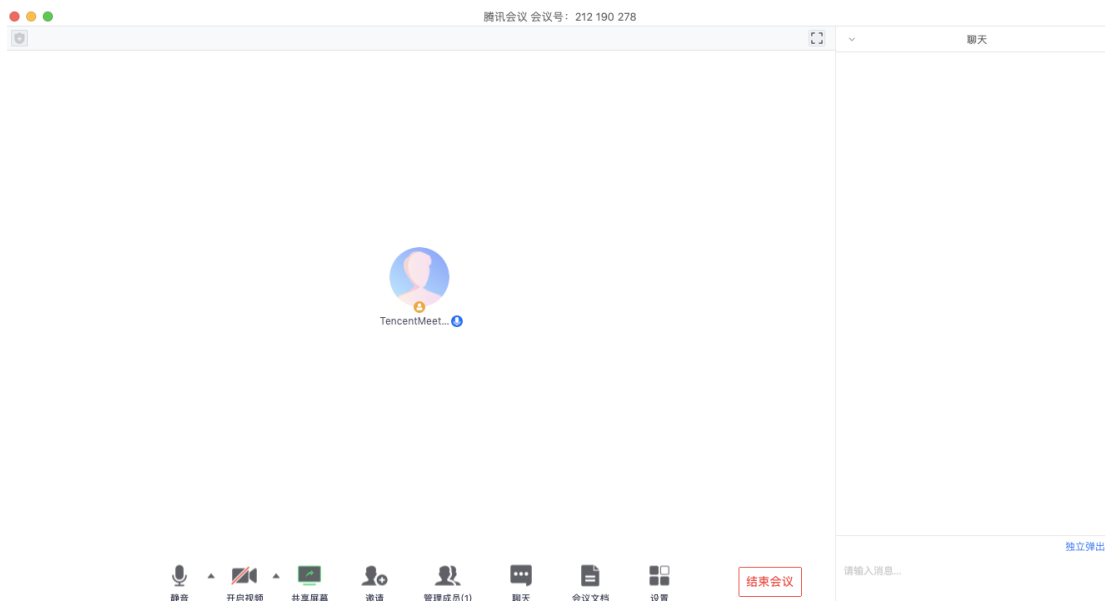 腾讯会议 会议号：212 190 278
聊天
TencentMeet...
独立弹出
请输入消息...
静音
开启视频
共享屏幕
邀请
管理成员(1)
聊天
会议文档
设置
结束会议